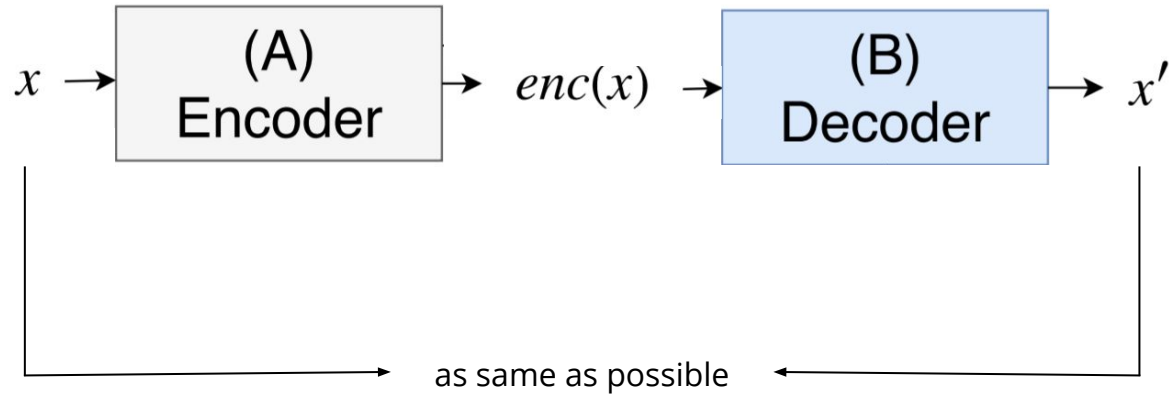 x
(A)
Encoder
enc(x)
(B)
Decoder
x′
as same as possible